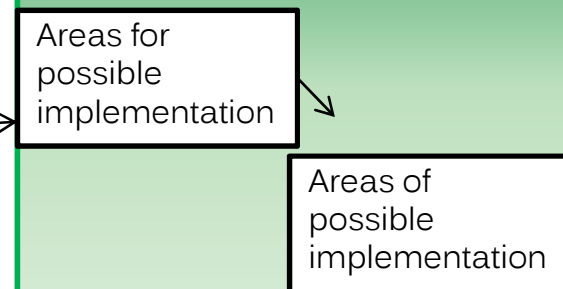 Areas for
possible
implementation
Areas of
possible
implementation